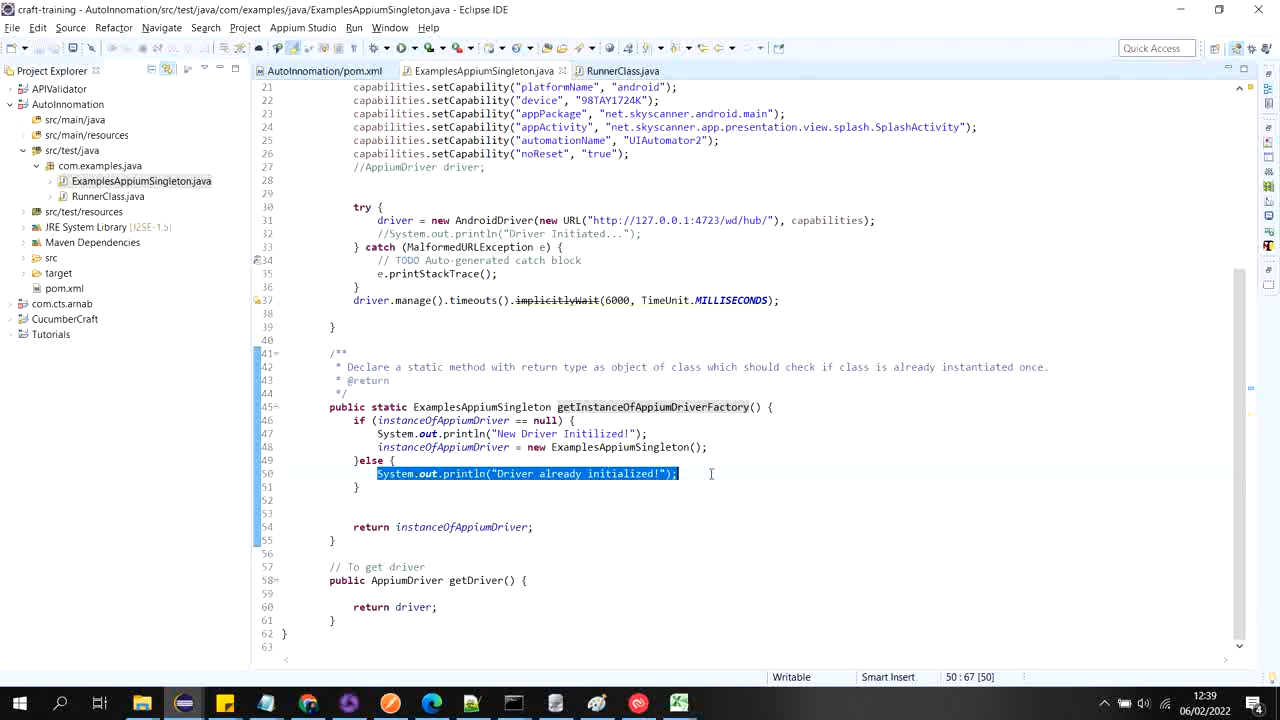 craft-training - AutoInnomation/src/test/java/com/examples/java/ExamplesAppiumSingleton.java - Eclipse IDE
File Edit Source Refactor Navigate Search Project Appium Studio Run Window Help
Quick Access
Project Explorer
AutoInnomation/pom.xml ExamplesAppiumSingleton.java RunnerClass.java
APIValidator
AutoInnomation
src/main/java
src/main/resources
src/test/java
com.examples.java
ExamplesAppiumSingleton.java
RunnerClass.java
src/test/resources
JRE System Library [J2SE-1.5]
Maven Dependencies
src
target
pom.xml
com.cts.arnab
CucumberCraft
Tutorials
21 capabilities.setCapability("platformName", "android");
22 capabilities.setCapability("device", "98TAY1724K");
23 capabilities.setCapability("appPackage", "net.skyscanner.android.main");
24 capabilities.setCapability("appActivity", "net.skyscanner.app.presentation.view.splash.SplashActivity");
25 capabilities.setCapability("automationName", "UIAutomator2");
26 capabilities.setCapability("noReset", "true");
27 //AppiumDriver driver;
28
29
30 try {
31 driver = new AndroidDriver(new URL("http://127.0.0.1:4723/wd/hub/"), capabilities);
32 //System.out.println("Driver Initiated...");
33 } catch (MalformedURLException e) {
34 // TODO Auto-generated catch block
35 e.printStackTrace();
36 }
37 driver.manage().timeouts().implicitlyWait(6000, TimeUnit.MILLISECONDS);
38
39 }
40
41 /**
42 * Declare a static method with return type as object of class which should check if class is already instantiated once.
43 * @return
44 */
45 public static ExamplesAppiumSingleton getInstanceOfAppiumDriverFactory() {
46 if (instanceOfAppiumDriver == null) {
47 System.out.println("New Driver Initilized!");
48 instanceOfAppiumDriver = new ExamplesAppiumSingleton();
49 }else {
50 System.out.println("Driver already initialized!");
51 }
52
53
54 return instanceOfAppiumDriver;
55 }
56
57 // To get driver
58 public AppiumDriver getDriver() {
59
60 return driver;
61 }
62 }
63
Writable Smart Insert 50 : 67 [50]
12:39
06/02/2022
4